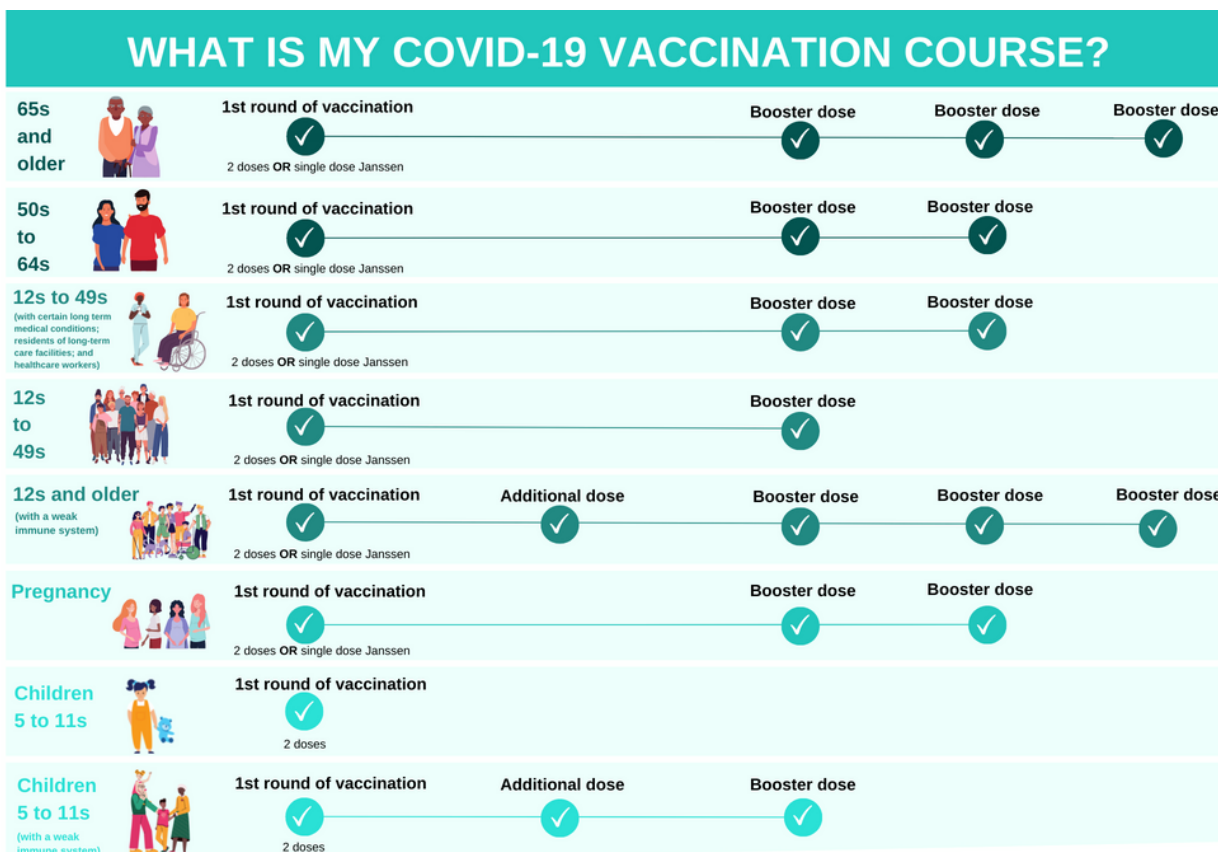 WHAT IS MY COVID-19 VACCINATION COURSE?
65s
and
older
1st round of vaccination
2 doses OR single dose Janssen
Booster dose
Booster dose
Booster dose
50s
to
64s
1st round of vaccination
2 doses OR single dose Janssen
Booster dose
Booster dose
12s to 49s
(with certain long term
medical conditions;
residents of long-term
care facilities; and
healthcare workers)
1st round of vaccination
2 doses OR single dose Janssen
Booster dose
Booster dose
12s
to
49s
1st round of vaccination
2 doses OR single dose Janssen
Booster dose
12s and older
(with a weak
immune system)
1st round of vaccination
2 doses OR single dose Janssen
Additional dose
Booster dose
Booster dose
Booster dose
Pregnancy
1st round of vaccination
2 doses OR single dose Janssen
Booster dose
Booster dose
Children
5 to 11s
1st round of vaccination
2 doses
Children
5 to 11s
(with a weak
immune system)
1st round of vaccination
2 doses
Additional dose
Booster dose